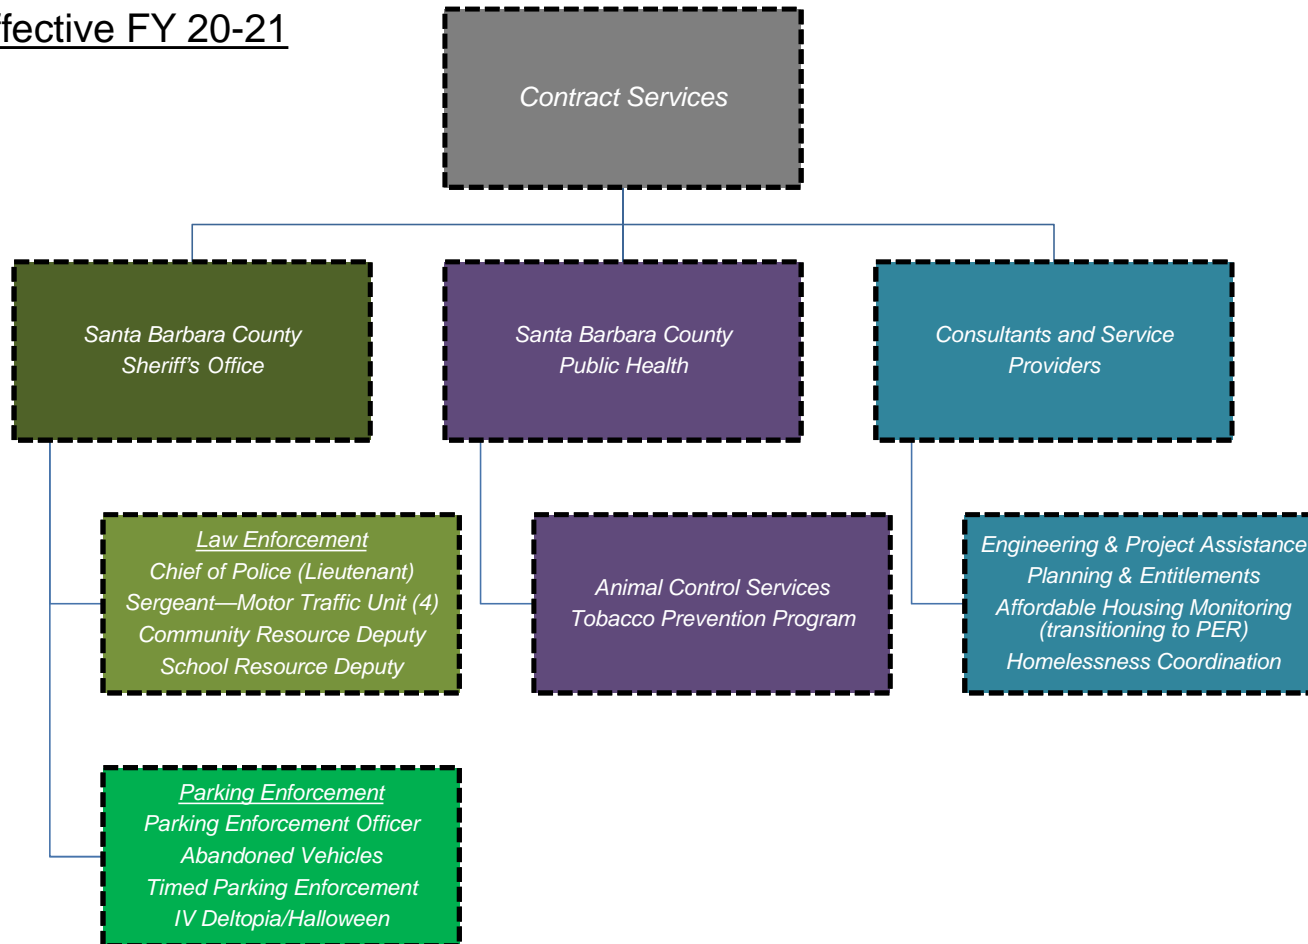 ffective FY 20-21
Contract Services
Santa Barbara County
Sheriff's Office
Santa Barbara County
Public Health
Consultants and Service
Providers
Law Enforcement
Chief of Police (Lieutenant)
Sergeant—Motor Traffic Unit (4)
Community Resource Deputy
School Resource Deputy
Animal Control Services
Tobacco Prevention Program
Engineering & Project Assistance
Planning & Entitlements
Affordable Housing Monitoring
(transitioning to PER)
Homelessness Coordination
Parking Enforcement
Parking Enforcement Officer
Abandoned Vehicles
Timed Parking Enforcement
IV Deltopia/Halloween